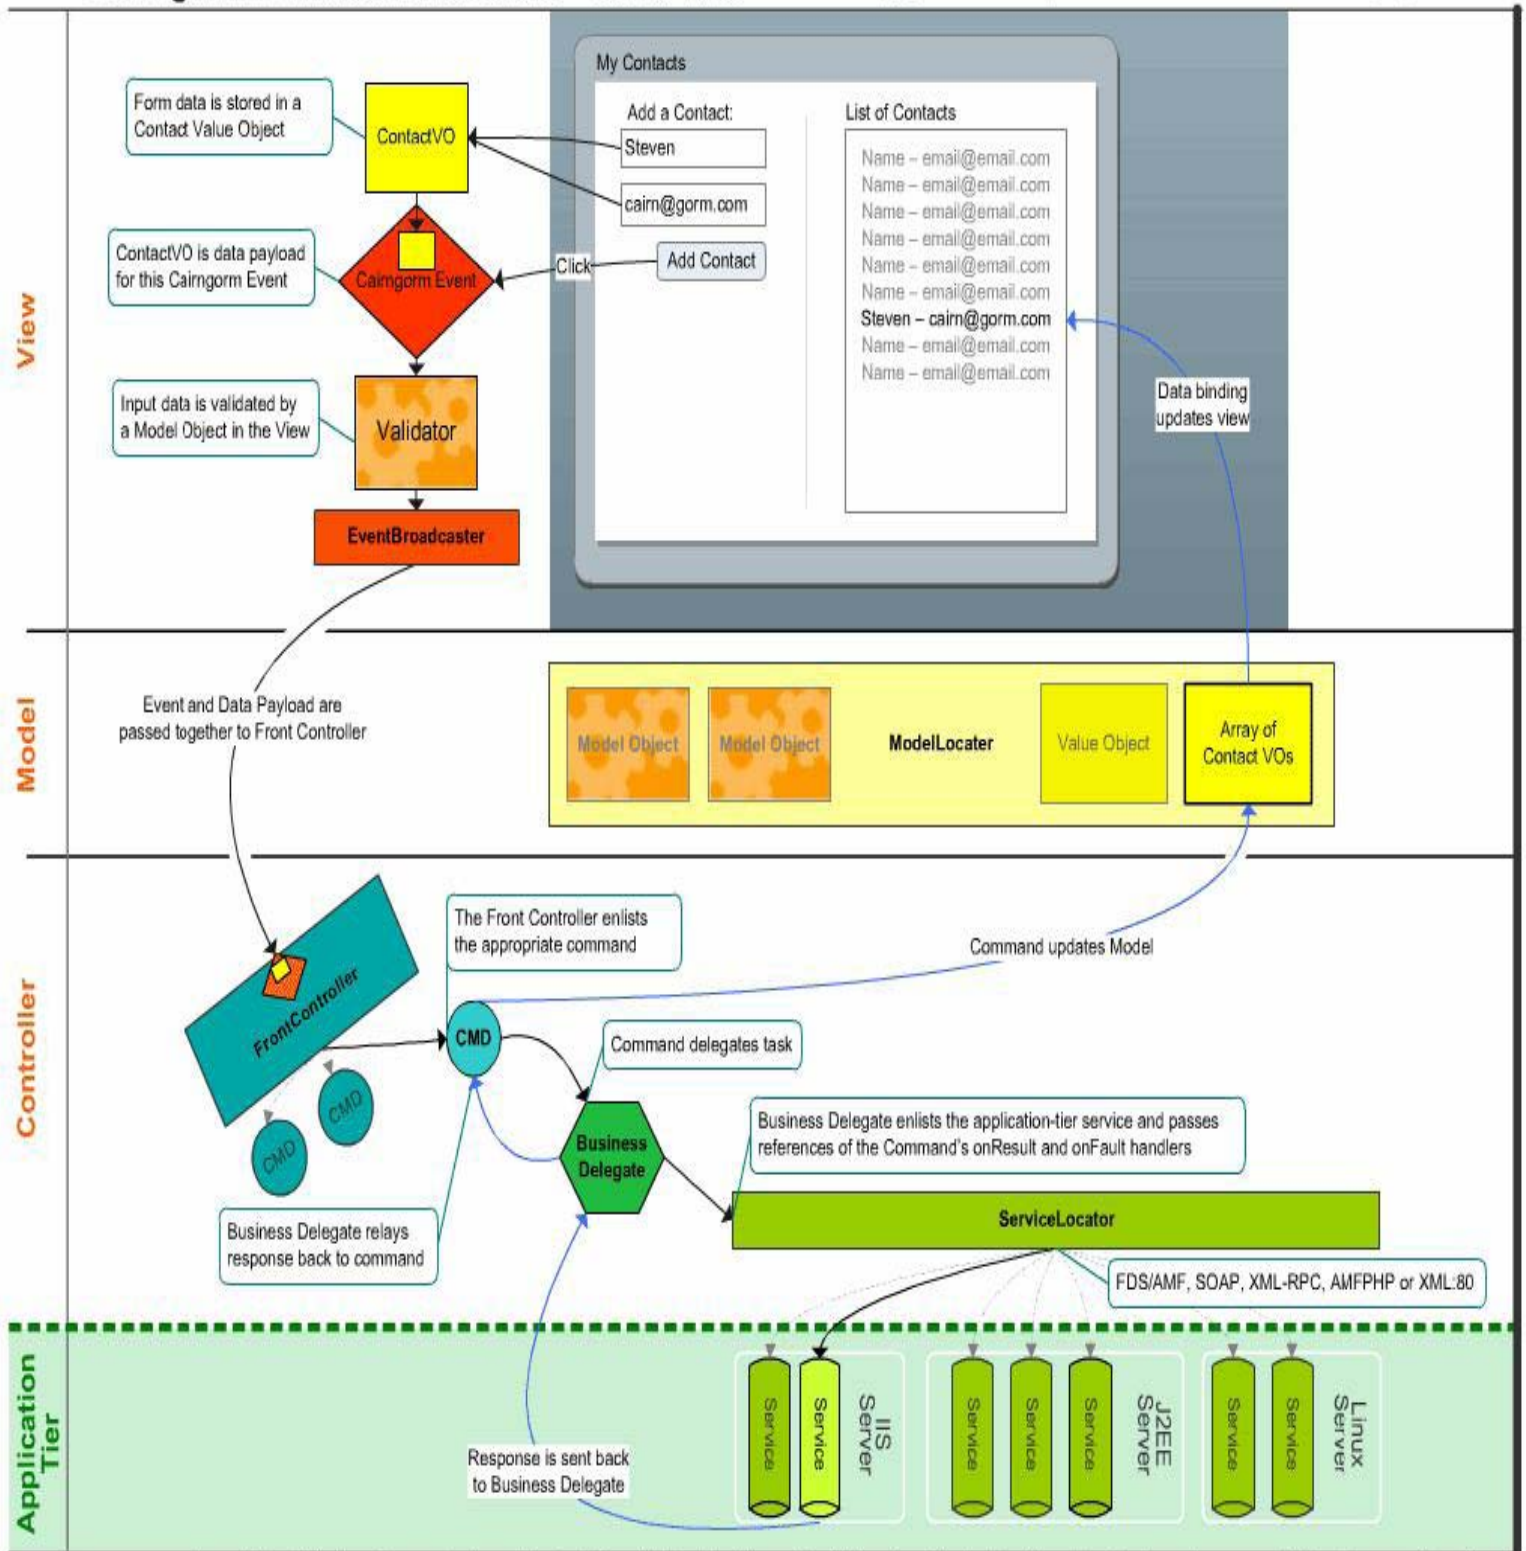 My Contacts
Form data is stored in a
Contact Value Object
ContactVO
Add a Contact:
Steven
cairn@gorm.com
Add Contact
Click
List of Contacts
Name – email@email.com
Name – email@email.com
Name – email@email.com
Name – email@email.com
Name – email@email.com
Name – email@email.com
Steven – cairn@gorm.com
Name – email@email.com
Name – email@email.com
ContactVO is data payload
for this Cairngorm Event
Cairngorm Event
View
Data binding
updates view
Input data is validated by
a Model Object in the View
Validator
EventBroadcaster
Event and Data Payload are
passed together to Front Controller
Model
Model Object
Model Object
ModelLocater
Value Object
Array of
Contact VOs
Controller
The Front Controller enlists
the appropriate command
Command updates Model
FrontController
CMD
CMD
CMD
Command delegates task
Business
Delegate
Business Delegate enlists the application-tier service and passes
references of the Command's onResult and onFault handlers
Business Delegate relays
response back to command
ServiceLocator
FDS/AMF, SOAP, XML-RPC, AMFPHP or XML:80
Application
Tier
Response is sent back
to Business Delegate
Service
Service
IIS
Server
Service
Service
Service
J2EE
Server
Service
Service
Linux
Server